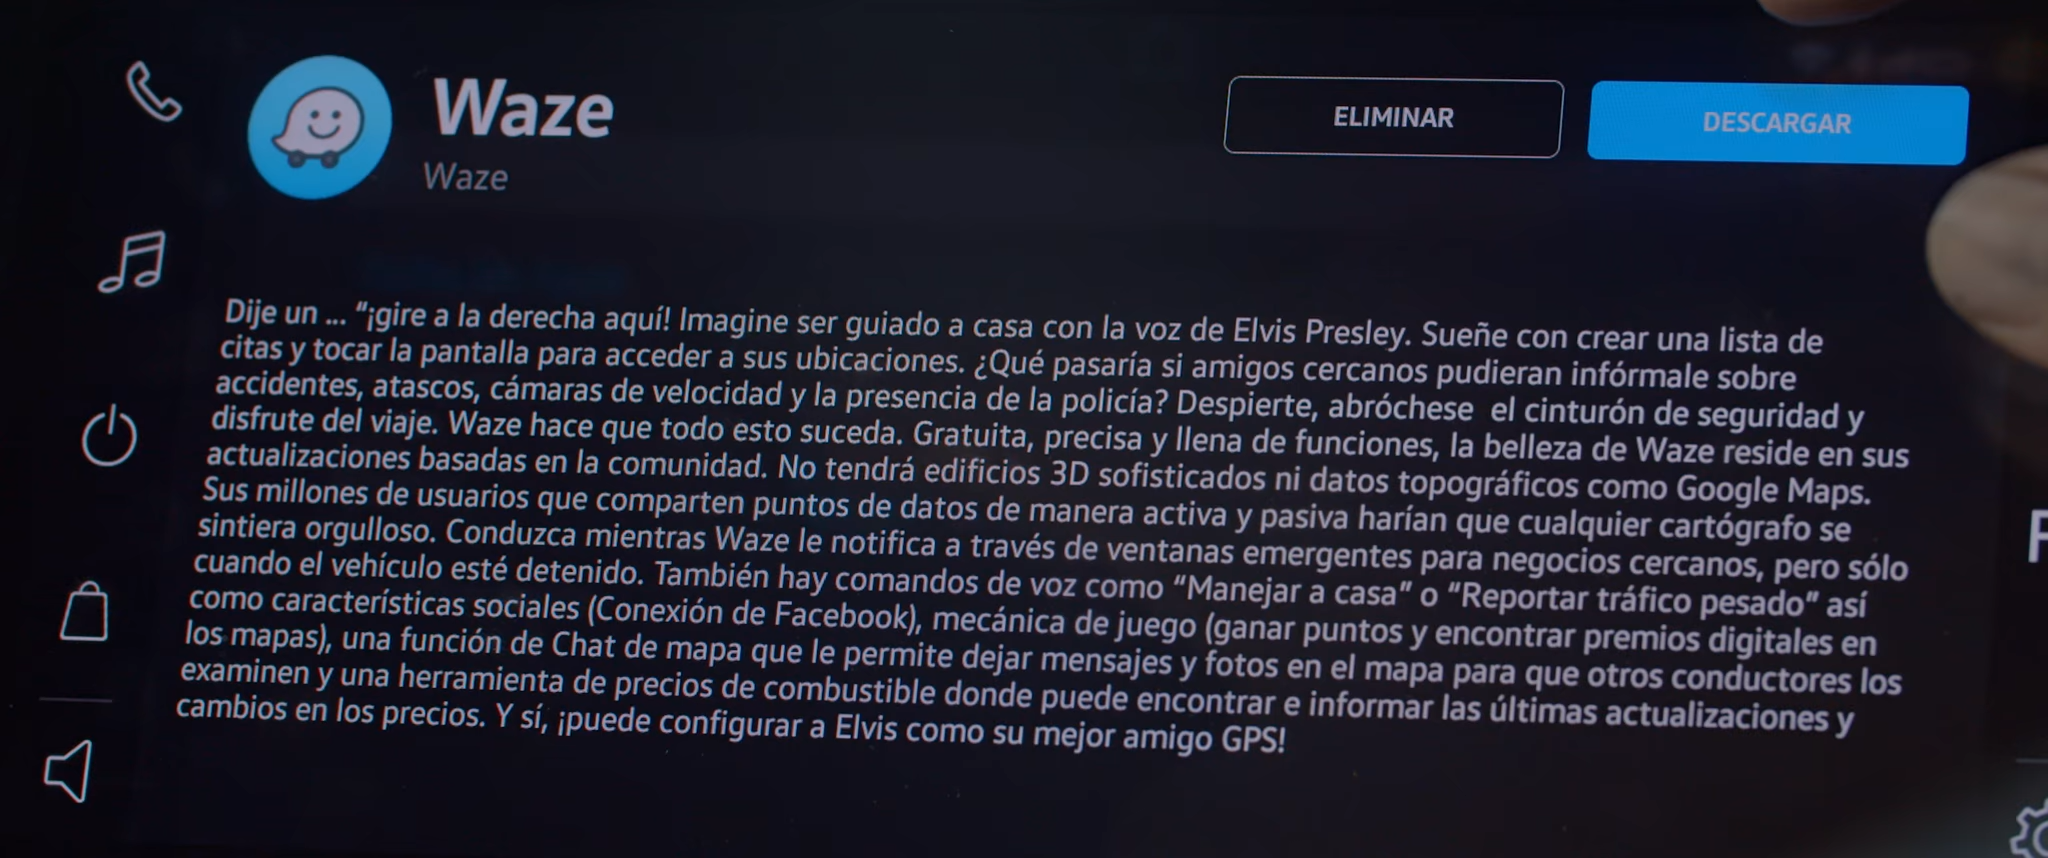 Waze
Waze
ELIMINAR
DESCARGAR
Dije un ... "¡gire a la derecha aquí! Imagine ser guiado a casa con la voz de Elvis Presley. Sueñe con crear una lista de
citas y tocar la pantalla para acceder a sus ubicaciones. ¿Qué pasaría si amigos cercanos pudieran infórmale sobre
accidentes, atascos, cámaras de velocidad y la presencia de la policía? Despierte, abróchese el cinturón de seguridad y
disfrute del viaje. Waze hace que todo esto suceda. Gratuita, precisa y llena de funciones, la belleza de Waze reside en sus
actualizaciones basadas en la comunidad. No tendrá edificios 3D sofisticados ni datos topográficos como Google Maps.
Sus millones de usuarios que comparten puntos de datos de manera activa y pasiva harían que cualquier cartógrafo se
sintiera orgulloso. Conduzca mientras Waze le notifica a través de ventanas emergentes para negocios cercanos, pero sólo
cuando el vehículo esté detenido. También hay comandos de voz como "Manejar a casa" o "Reportar tráfico pesado" así
como características sociales (Conexión de Facebook), mecánica de juego (ganar puntos y encontrar premios digitales en
los mapas), una función de Chat de mapa que le permite dejar mensajes y fotos en el mapa para que otros conductores los
examinen y una herramienta de precios de combustible donde puede encontrar e informar las últimas actualizaciones y
cambios en los precios. Y sí, ¡puede configurar a Elvis como su mejor amigo GPS!